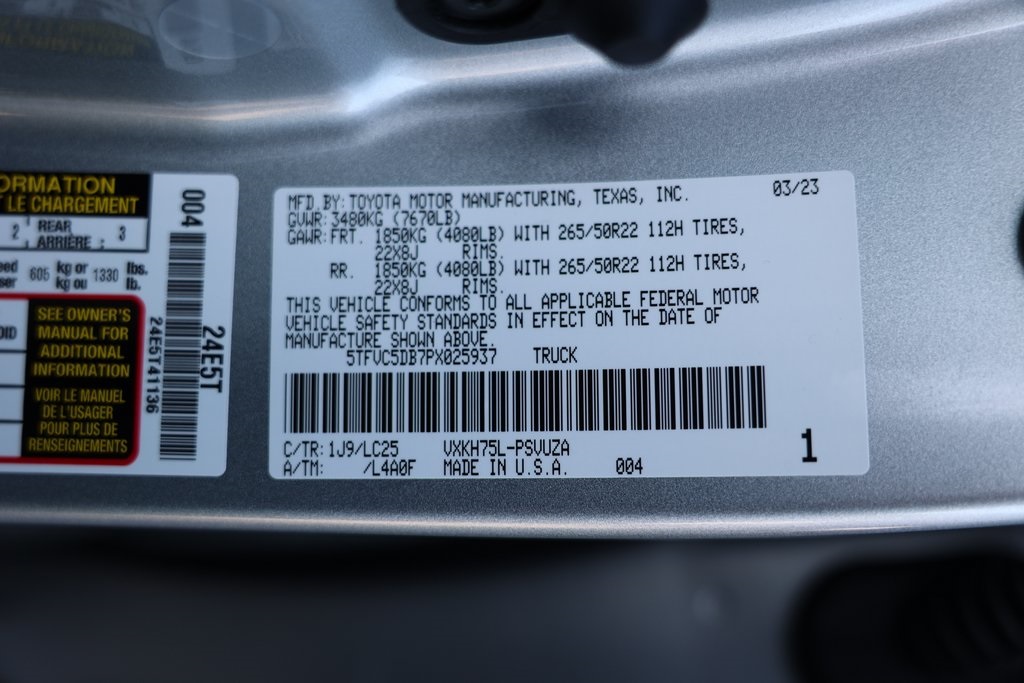 ORMATION
T LE CHARGEMENT
2 REAR ARRIÈRE : 3
605 kg or kg ou 1330 lbs. lb.
SEE OWNER'S
MANUAL FOR
ADDITIONAL
INFORMATION
VOIR LE MANUEL
DE L'USAGER
POUR PLUS DE
RENSEIGNEMENTS
004
24E5T
24E5T41136
MFD.BY:TOYOTA MOTOR MANUFACTURING, TEXAS, INC. 03/23
GVWR:3480KG (7670LB)
GAWR:FRT. 1850KG (4080LB) WITH 265/50R22 112H TIRES,
22X8J RIMS.
RR. 1850KG (4080LB) WITH 265/50R22 112H TIRES,
22X8J RIMS.
THIS VEHICLE CONFORMS TO ALL APPLICABLE FEDERAL MOTOR
VEHICLE SAFETY STANDARDS IN EFFECT ON THE DATE OF
MANUFACTURE SHOWN ABOVE.
5TFVC5DB7PX025937 TRUCK
C/TR:1J9/LC25 VXKH75L-PSVUZA
A/TM: /L4A0F MADE IN U.S.A. 004
1